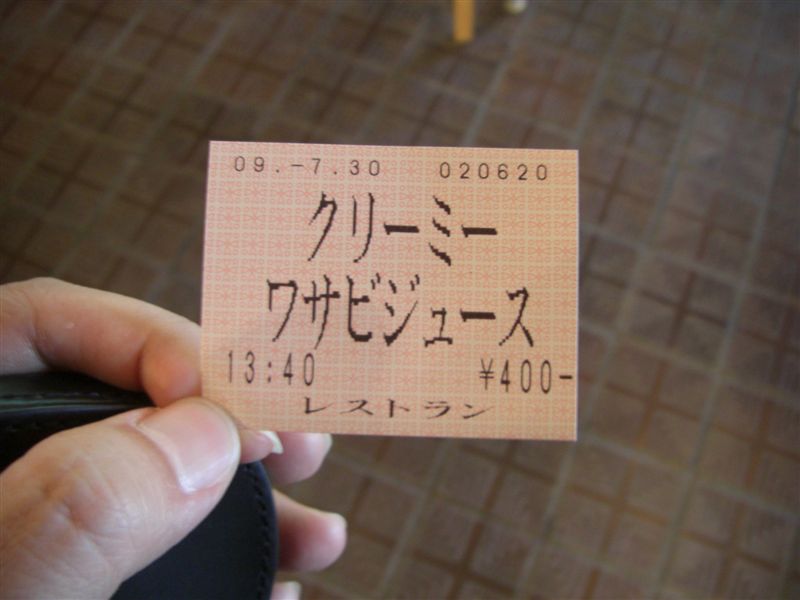 09.-7.30 020620
クリーミー
ワサビジュース
13:40 ¥400-
レストラン